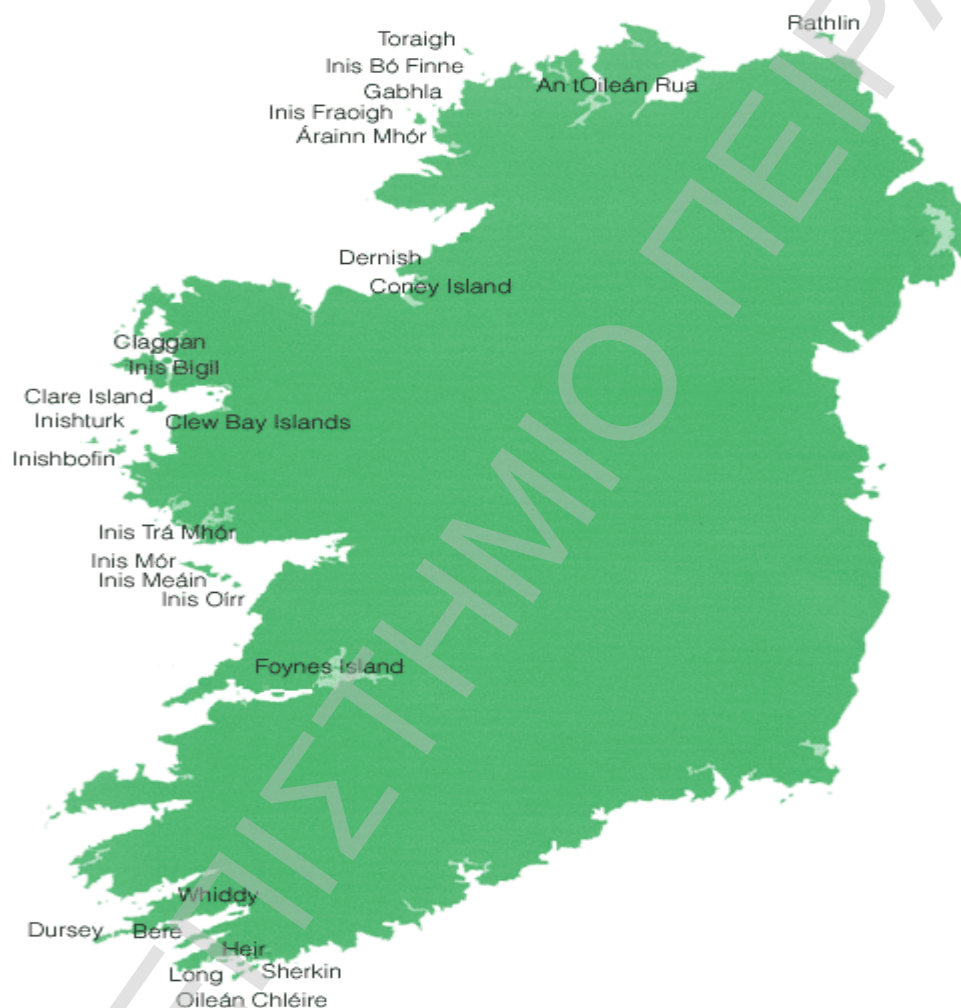 Rathlin
Toraigh
Inis Bó Finne
Gabhla
An tOileán Rua
Inis Fraoigh
Árainn Mhór
Dernish
Coney Island
Claggan
Inis Bigil
Clare Island
Inishturk
Clew Bay Islands
Inishbofin
Inis Trá Mhór
Inis Mór
Inis Meáin
Inis Oírr
Foynes Island
Whiddy
Dursey
Bere
Heir
Long
Sherkin
Oileán Chléire
ΠΙΣΤΗΜΙΟ ΠΕΙΡΑ